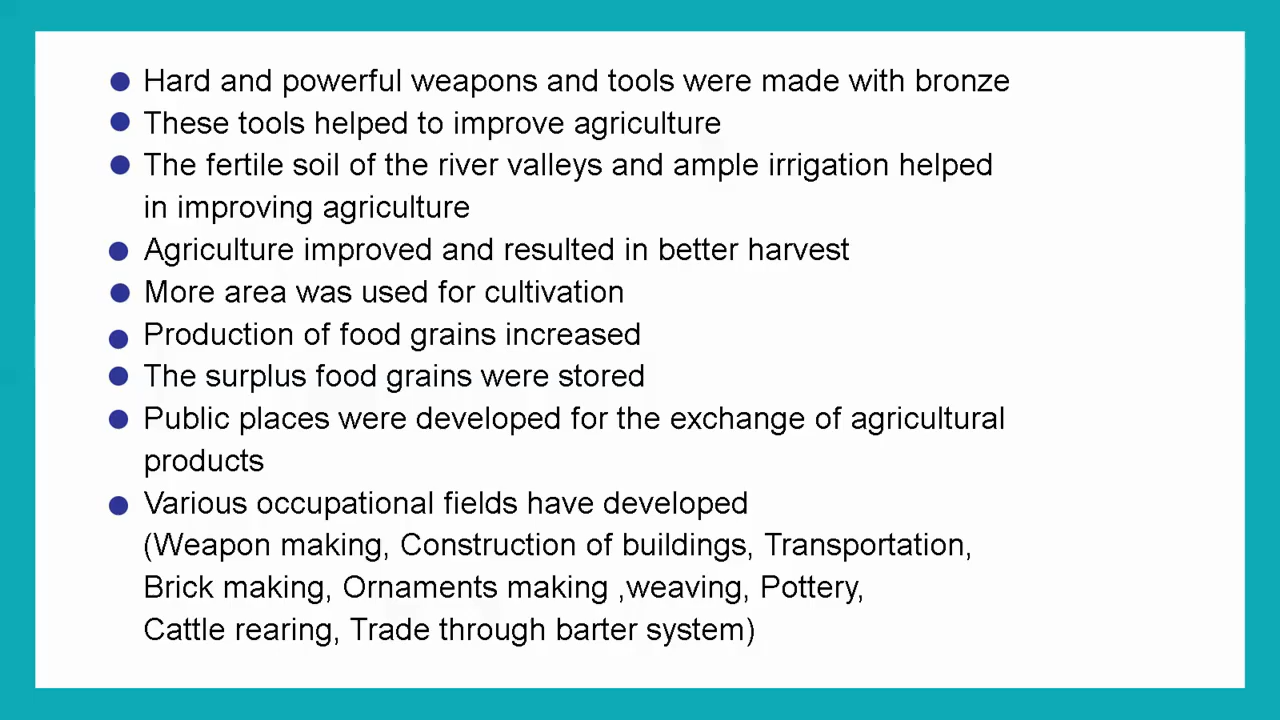 ● Hard and powerful weapons and tools were made with bronze
● These tools helped to improve agriculture
● The fertile soil of the river valleys and ample irrigation helped
in improving agriculture
● Agriculture improved and resulted in better harvest
● More area was used for cultivation
● Production of food grains increased
● The surplus food grains were stored
● Public places were developed for the exchange of agricultural
products
● Various occupational fields have developed
(Weapon making, Construction of buildings, Transportation,
Brick making, Ornaments making ,weaving, Pottery,
Cattle rearing, Trade through barter system)